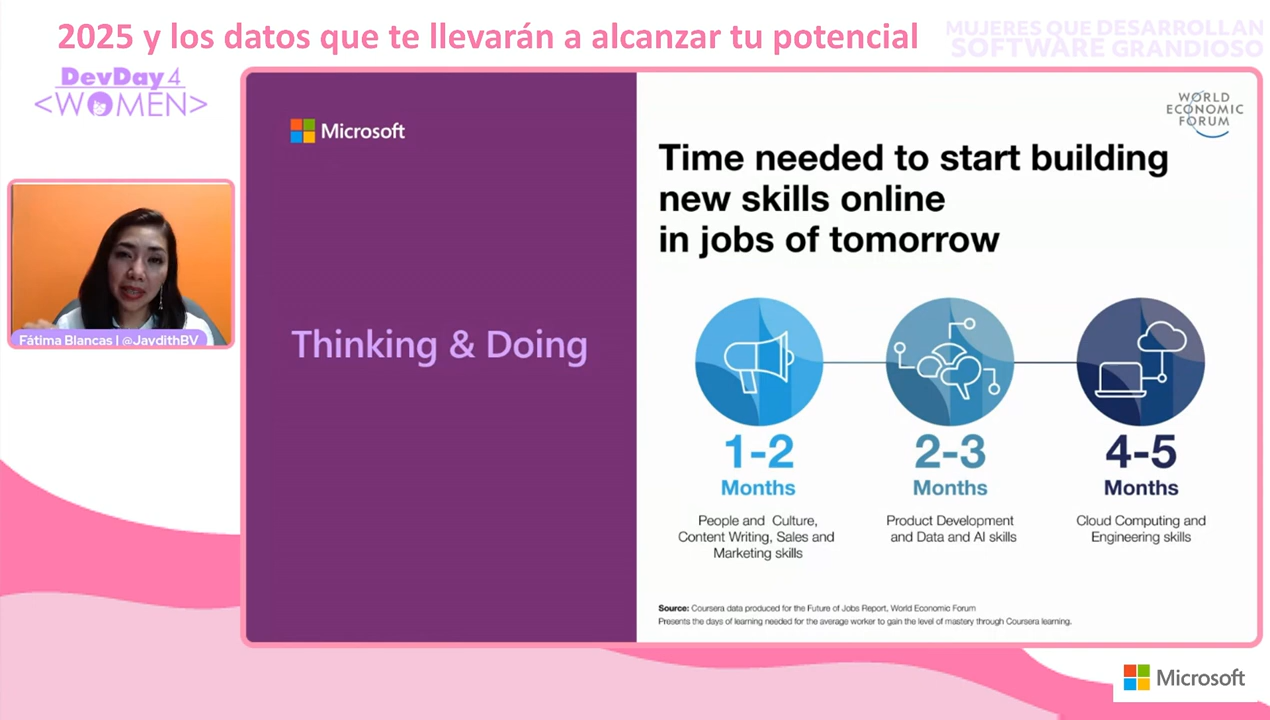 2025 y los datos que te llevarán a alcanzar tu potencial
MUJERES QUE DESARROLLAN
SOFTWARE GRANDIOSO
DevDay4
<WOMEN>
Fátima Blancas | @JaydithBV
Microsoft
Thinking & Doing
WORLD
ECONOMIC
FORUM
Time needed to start building
new skills online
in jobs of tomorrow
1-2
Months
People and Culture,
Content Writing, Sales and
Marketing skills
2-3
Months
Product Development
and Data and AI skills
4-5
Months
Cloud Computing and
Engineering skills
Source: Coursera data produced for the Future of Jobs Report, World Economic Forum
Presents the days of learning needed for the average worker to gain the level of mastery through Coursera learning.
Microsoft